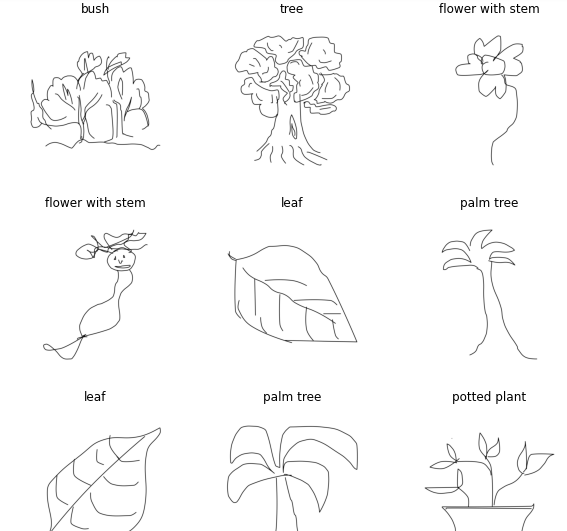 bush
tree
flower with stem
flower with stem
leaf
palm tree
leaf
palm tree
potted plant